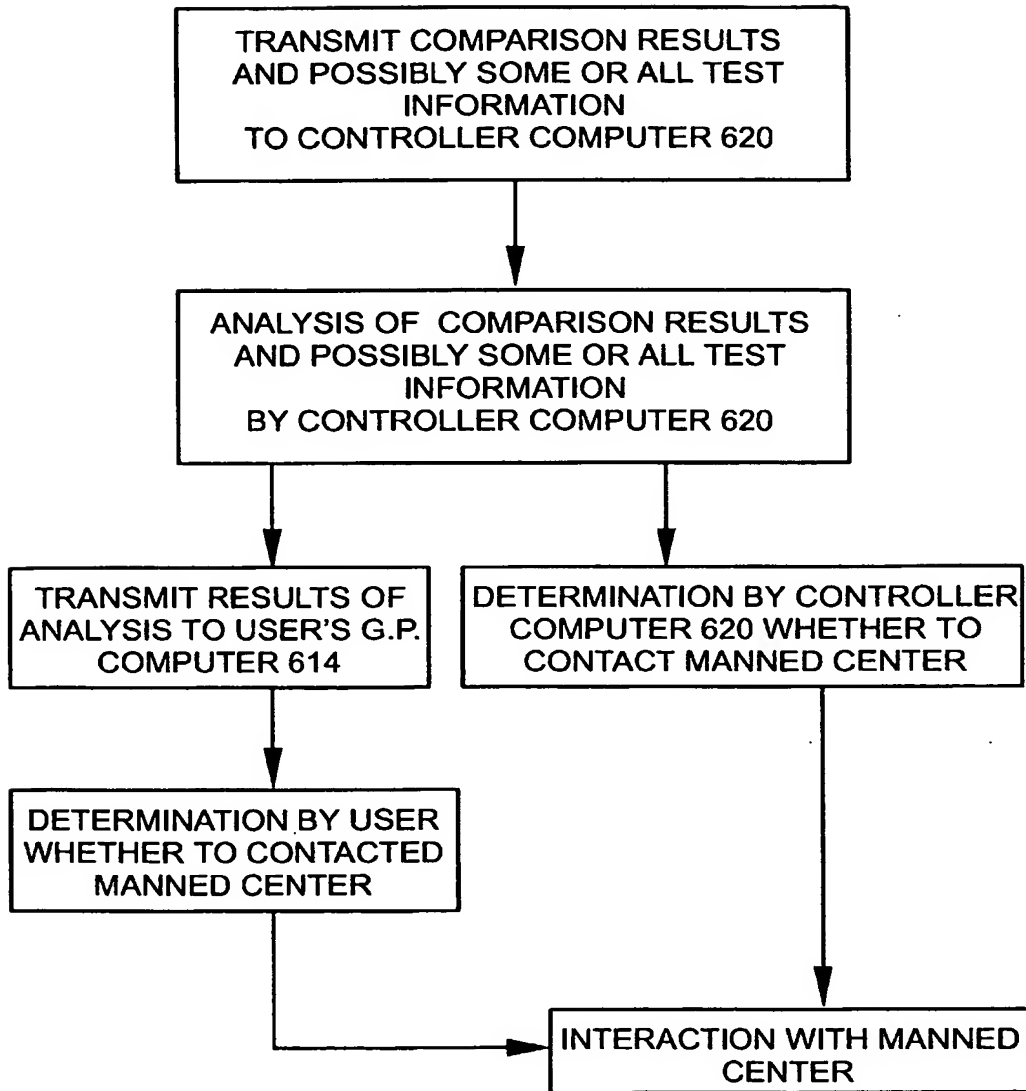 TRANSMIT COMPARISON RESULTS
AND POSSIBLY SOME OR ALL TEST
INFORMATION
TO CONTROLLER COMPUTER 620
ANALYSIS OF COMPARISON RESULTS
AND POSSIBLY SOME OR ALL TEST
INFORMATION
BY CONTROLLER COMPUTER 620
TRANSMIT RESULTS OF
ANALYSIS TO USER'S G.P.
COMPUTER 614
DETERMINATION BY CONTROLLER
COMPUTER 620 WHETHER TO
CONTACT MANNED CENTER
DETERMINATION BY USER
WHETHER TO CONTACTED
MANNED CENTER
INTERACTION WITH MANNED
CENTER